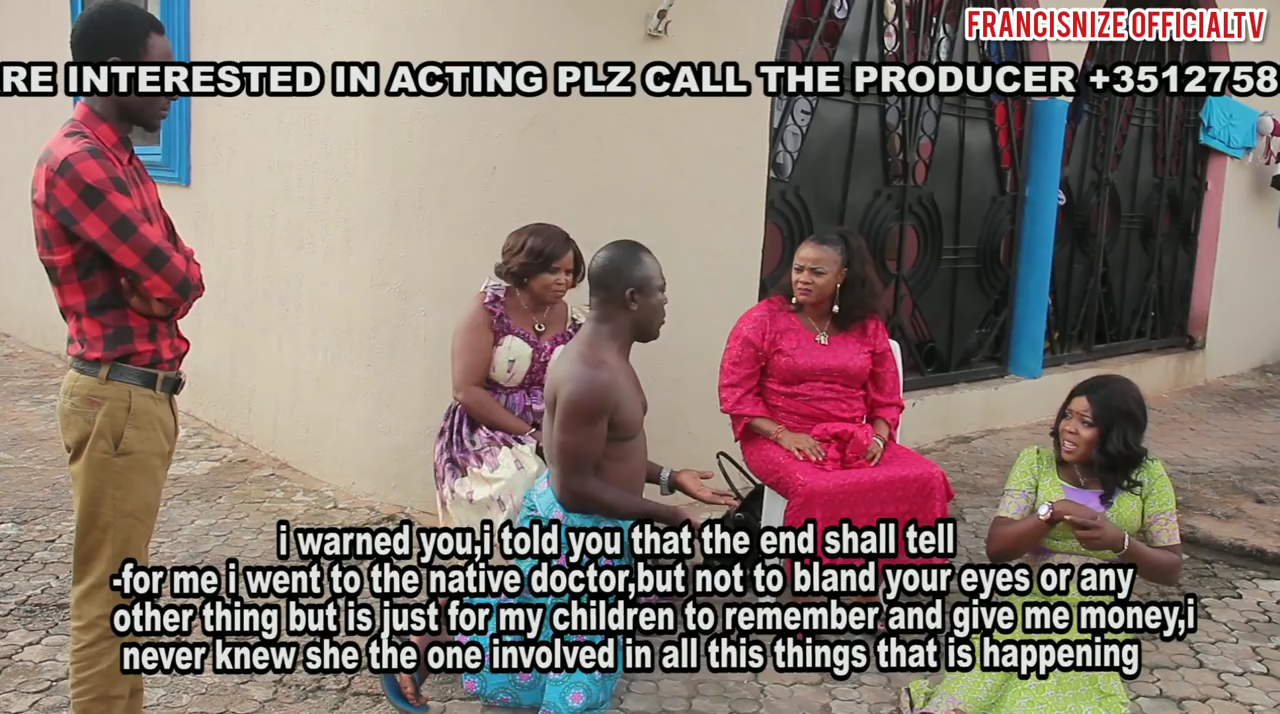 FRANCISNIZE OFFICIALTV
RE INTERESTED IN ACTING PLZ CALL THE PRODUCER +3512758
i warned you,i told you that the end shall tell
-for me i went to the native doctor,but not to bland your eyes or any
other thing but is just for my children to remember and give me money,i
never knew she the one involved in all this things that is happening